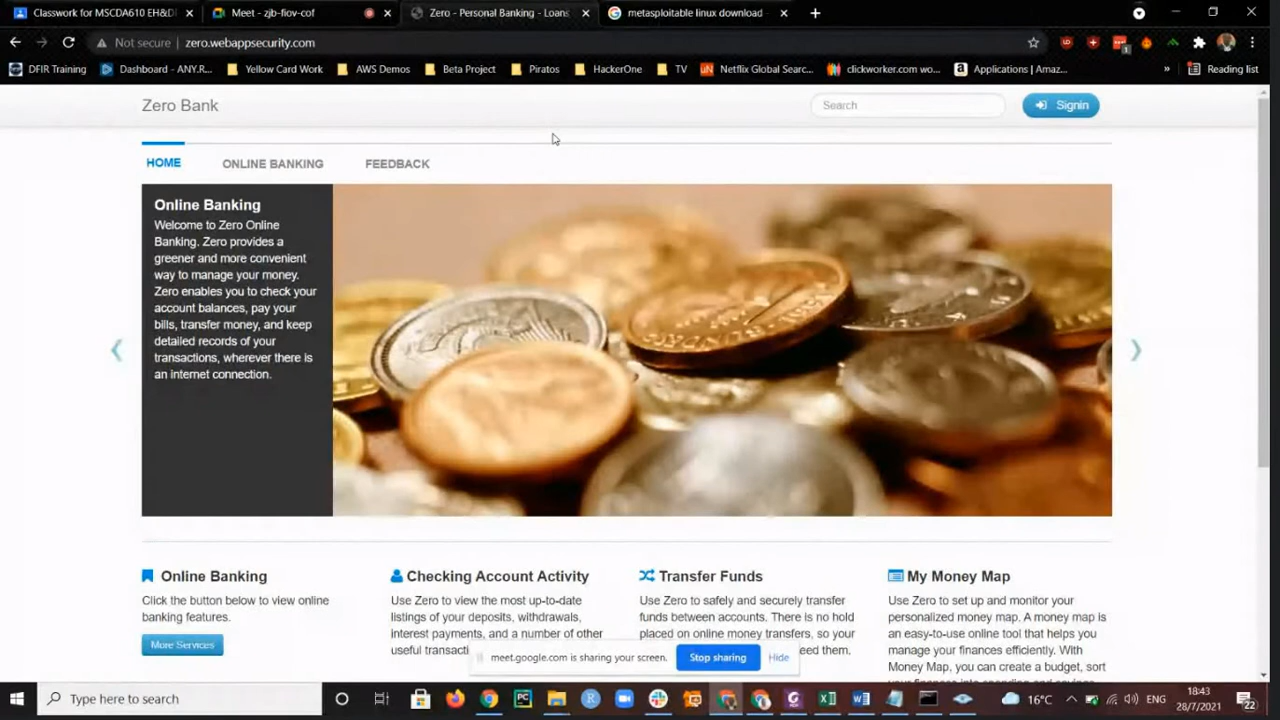 Classwork for MSCDA610 EH&Di
Meet - zjb-fiov-cof
Zero - Personal Banking - Loans
metasploitable linux download -
Not secure
zero.webappsecurity.com
DFIR Training
Dashboard - ANY.R...
Yellow Card Work
AWS Demos
Beta Project
Piratos
HackerOne
TV
Netflix Global Searc...
clickworker.com wo...
Applications | Amaz...
»
Reading list
Zero Bank
Search
Signin
HOME
ONLINE BANKING
FEEDBACK
Online Banking
Welcome to Zero Online
Banking. Zero provides a
greener and more convenient
way to manage your money.
Zero enables you to check your
account balances, pay your
bills, transfer money, and keep
detailed records of your
transactions, wherever there is
an internet connection.
Online Banking
Click the button below to view online
banking features.
More Services
Checking Account Activity
Use Zero to view the most up-to-date
listings of your deposits, withdrawals,
interest payments, and a number of other
useful transacti
Transfer Funds
Use Zero to safely and securely transfer
funds between accounts. There is no hold
placed on online money transfers, so your
eed them.
My Money Map
Use Zero to set up and monitor your
personalized money map. A money map is
an easy-to-use online tool that helps you
manage your finances efficiently. With
Money Map, you can create a budget, sort
your finances into spending and savings
meet.google.com is sharing your screen.
Stop sharing
Hide
Type here to search
16°C
ENG
18:43
28/7/2021
22